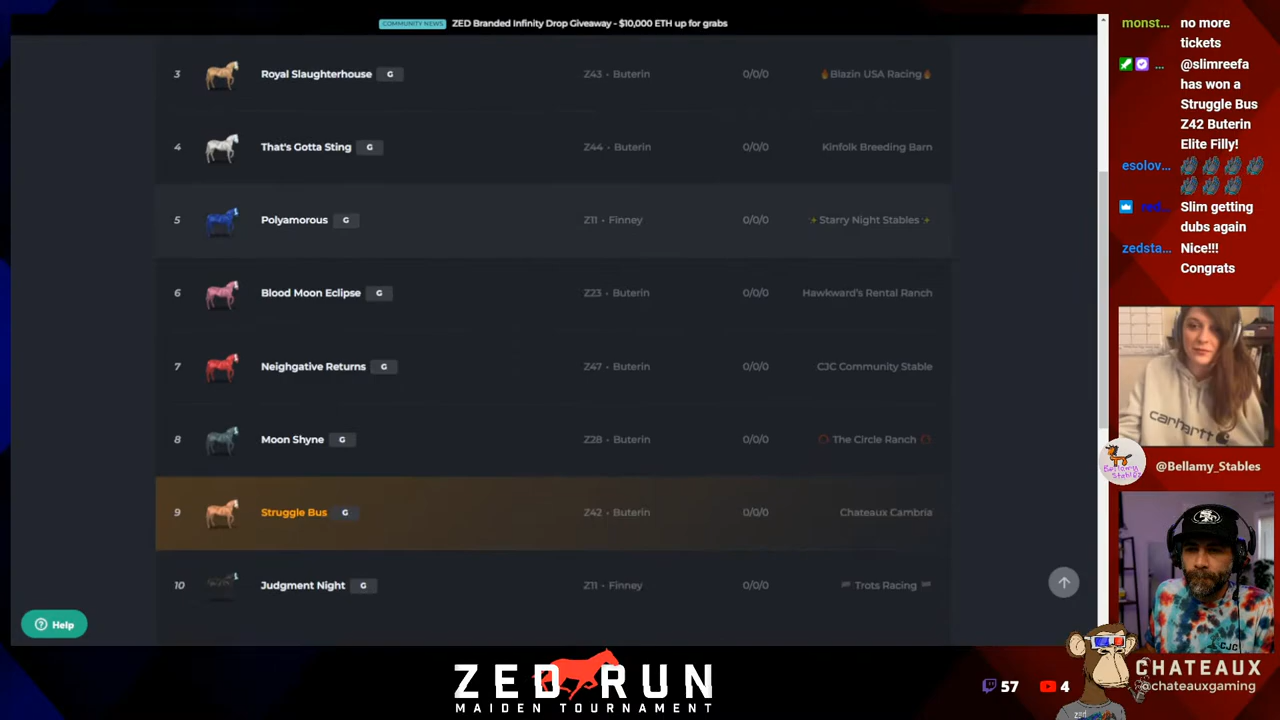 COMMUNITY NEWS ZED Branded Infinity Drop Giveaway - $10,000 ETH up for grabs
3 Royal Slaughterhouse G Z43 • Buterin 0/0/0 🔥Blazin USA Racing🔥
4 That's Gotta Sting G Z44 • Buterin 0/0/0 Kinfolk Breeding Barn
5 Polyamorous G Z11 • Finney 0/0/0 ✨Starry Night Stables✨
6 Blood Moon Eclipse G Z23 • Buterin 0/0/0 Hawkward's Rental Ranch
7 Neighgative Returns G Z47 • Buterin 0/0/0 CJC Community Stable
8 Moon Shyne G Z28 • Buterin 0/0/0 ⭕ The Circle Ranch ⭕
9 Struggle Bus G Z42 • Buterin 0/0/0 Chateaux Cambria
10 Judgment Night G Z11 • Finney 0/0/0 🏁 Trots Racing 🏁
Help
monst... no more
tickets
... @slimreefa
has won a
Struggle Bus
Z42 Buterin
Elite Filly!
esolov...
Slim getting
dubs again
zedsta... Nice!!!
Congrats
carhartt
Bellamy
Stables
@Bellamy_Stables
CJC
ZED RUN
MAIDEN TOURNAMENT
57
4
CHATEAUX
@chateauxgaming
zed